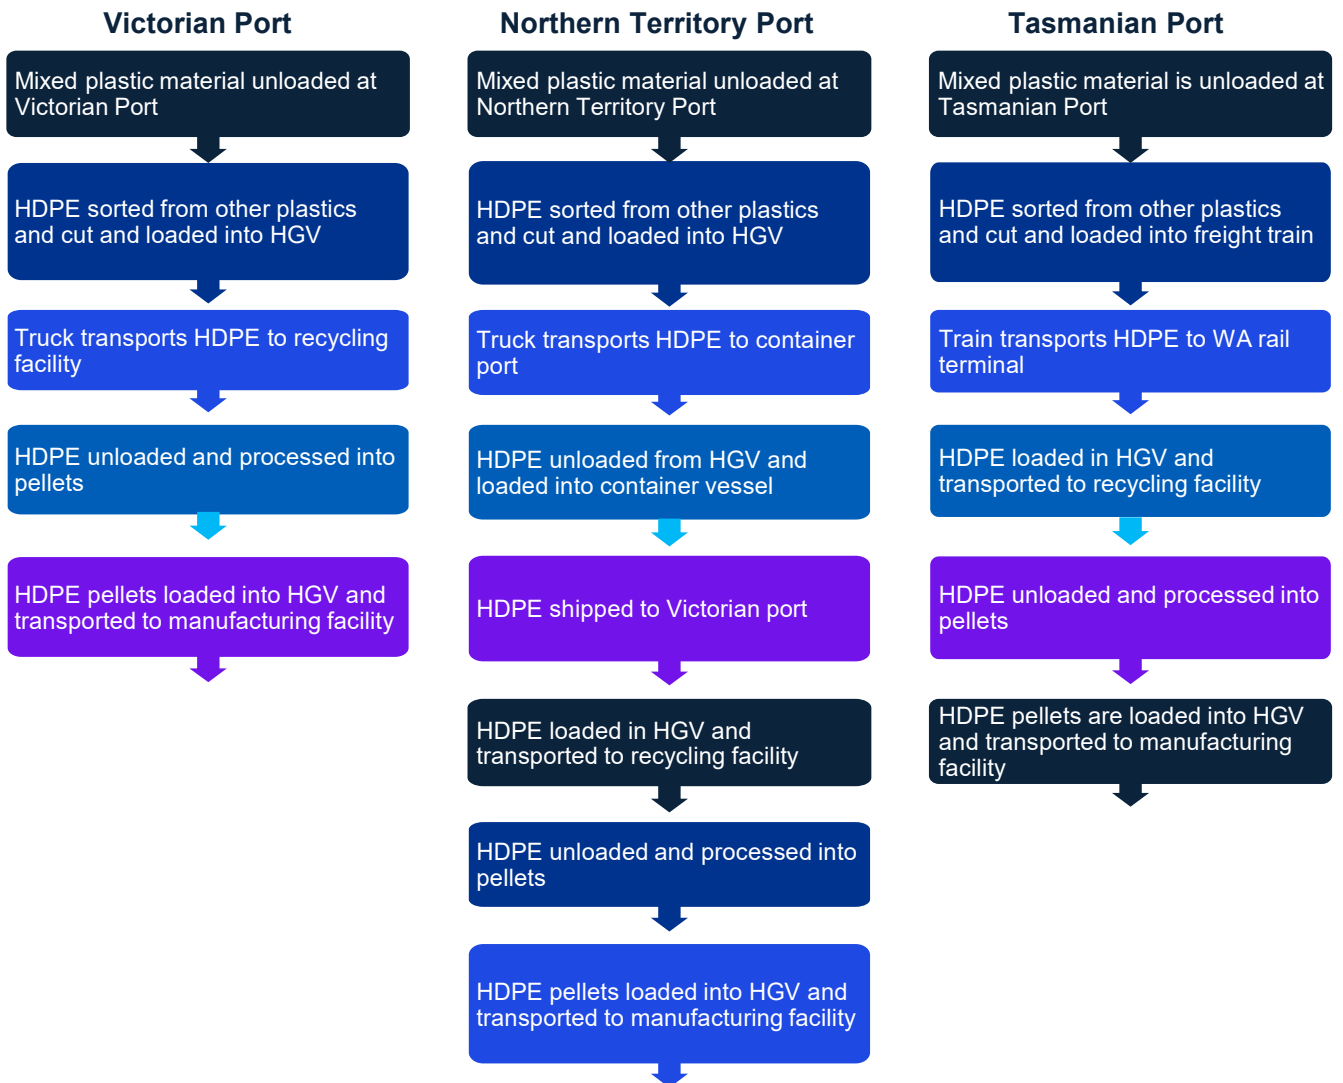 Victorian Port
Mixed plastic material unloaded at
Victorian Port
HDPE sorted from other plastics
and cut and loaded into HGV
Truck transports HDPE to recycling
facility
HDPE unloaded and processed into
pellets
HDPE pellets loaded into HGV and
transported to manufacturing facility
Northern Territory Port
Mixed plastic material unloaded at
Northern Territory Port
HDPE sorted from other plastics
and cut and loaded into HGV
Truck transports HDPE to container
port
HDPE unloaded from HGV and
loaded into container vessel
HDPE shipped to Victorian port
HDPE loaded in HGV and
transported to recycling facility
HDPE unloaded and processed into
pellets
HDPE pellets loaded into HGV and
transported to manufacturing facility
Tasmanian Port
Mixed plastic material is unloaded at
Tasmanian Port
HDPE sorted from other plastics
and cut and loaded into freight train
Train transports HDPE to WA rail
terminal
HDPE loaded in HGV and
transported to recycling facility
HDPE unloaded and processed into
pellets
HDPE pellets are loaded into HGV
and transported to manufacturing
facility